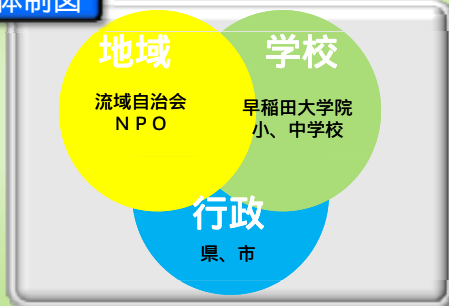 体制図
地域
流域自治会
ＮＰＯ
学校
早稲田大学院
小、中学校
行政
県、市